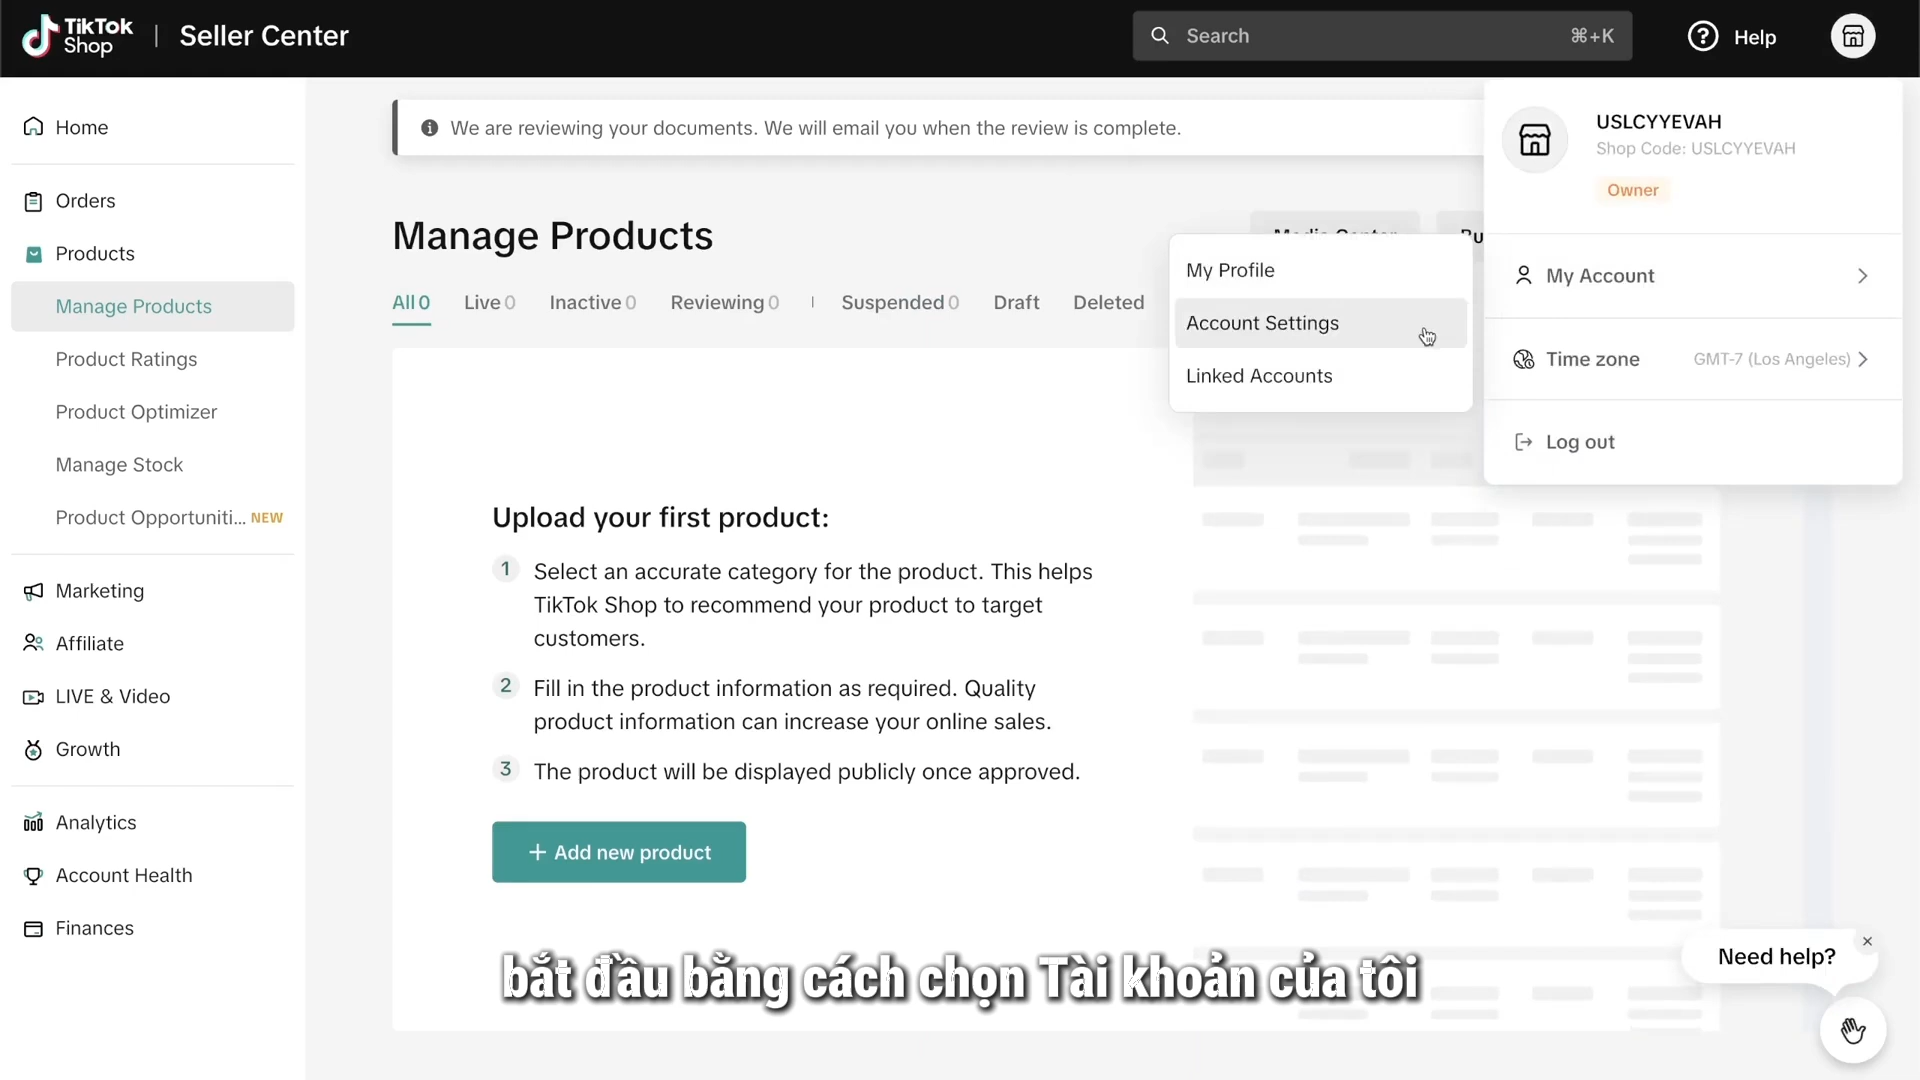 TikTok
Shop
Seller Center
Search
⌘+K
Help
Home
Orders
Products
Manage Products
Product Ratings
Product Optimizer
Manage Stock
Product Opportuniti... NEW
Marketing
Affiliate
LIVE & Video
Growth
Analytics
Account Health
Finances
We are reviewing your documents. We will email you when the review is complete.
Manage Products
Media Center
Bu
All 0
Live 0
Inactive 0
Reviewing 0
Suspended 0
Draft
Deleted
My Profile
Account Settings
Linked Accounts
USLCYYEVAH
Shop Code: USLCYYEVAH
Owner
My Account
Time zone
GMT-7 (Los Angeles)
Log out
Upload your first product:
1 Select an accurate category for the product. This helps
TikTok Shop to recommend your product to target
customers.
2 Fill in the product information as required. Quality
product information can increase your online sales.
3 The product will be displayed publicly once approved.
+ Add new product
bắt đầu bằng cách chọn Tài khoản của tôi
Need help?